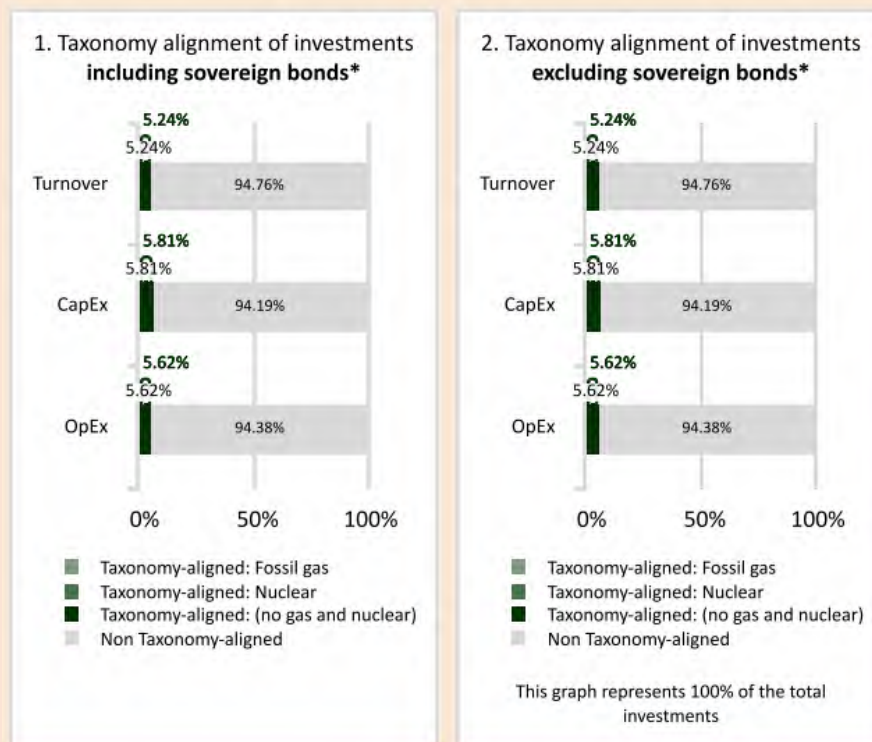 1. Taxonomy alignment of investments
including sovereign bonds*
5.24%
5.24%
Turnover
94.76%
5.81%
5.81%
CapEx
94.19%
5.62%
5.62%
OpEx
94.38%
0% 50% 100%
Taxonomy-aligned: Fossil gas
Taxonomy-aligned: Nuclear
Taxonomy-aligned: (no gas and nuclear)
Non Taxonomy-aligned
2. Taxonomy alignment of investments
excluding sovereign bonds*
5.24%
5.24%
Turnover
94.76%
5.81%
5.81%
CapEx
94.19%
5.62%
5.62%
OpEx
94.38%
0% 50% 100%
Taxonomy-aligned: Fossil gas
Taxonomy-aligned: Nuclear
Taxonomy-aligned: (no gas and nuclear)
Non Taxonomy-aligned
This graph represents 100% of the total
investments